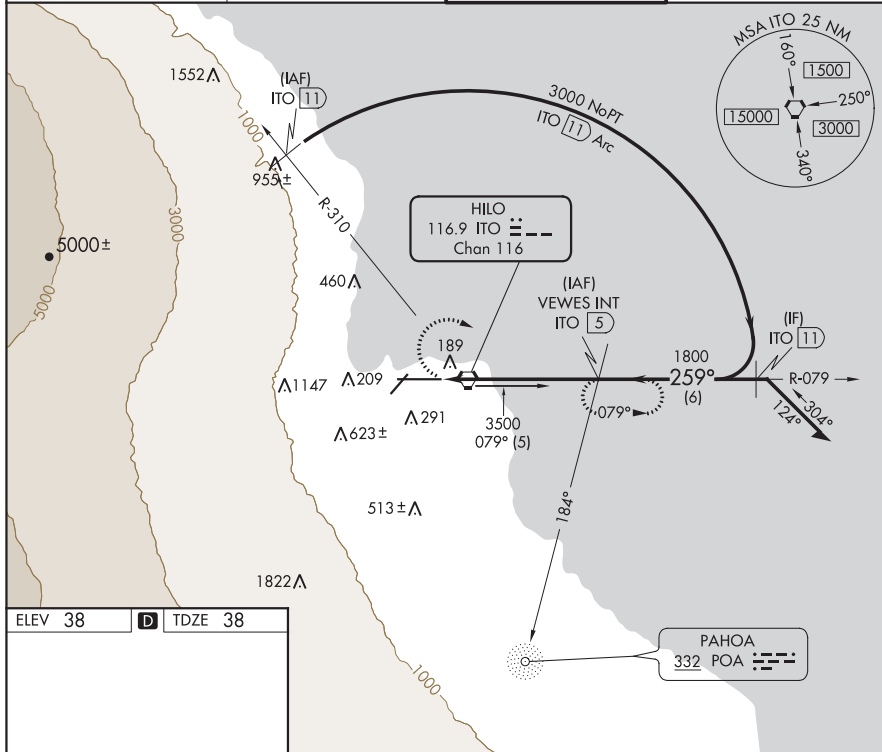 MSA ITO 25 NM
160°
1500
250°
15000
3000
340°
1552
(IAF)
ITO 11
1000
3000 NoPT
ITO 11 Arc
955±
R-310
3000
5000±
5000
HILO
116.9 ITO
Chan 116
460
(IAF)
VEWES INT
ITO 5
(IF)
ITO 11
189
1800
259°
(6)
R-079
1147
209
079°
304°
124°
291
3500
079° (5)
623±
184°
513±
1822
ELEV 38 D TDZE 38
PAHOA
332 POA
1000